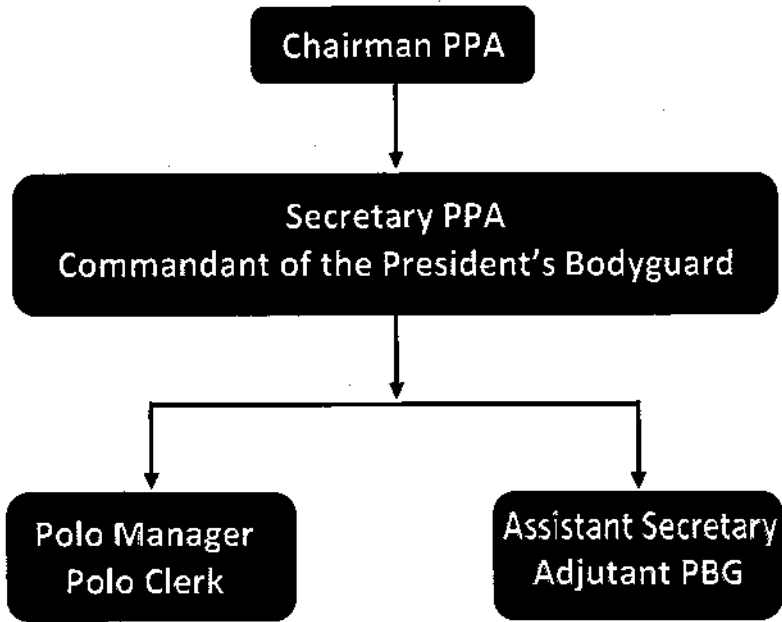 Chairman PPA
Secretary PPA
Commandant of the President's Bodyguard
Polo Manager
Polo Clerk
Assistant Secretary
Adjutant PBG